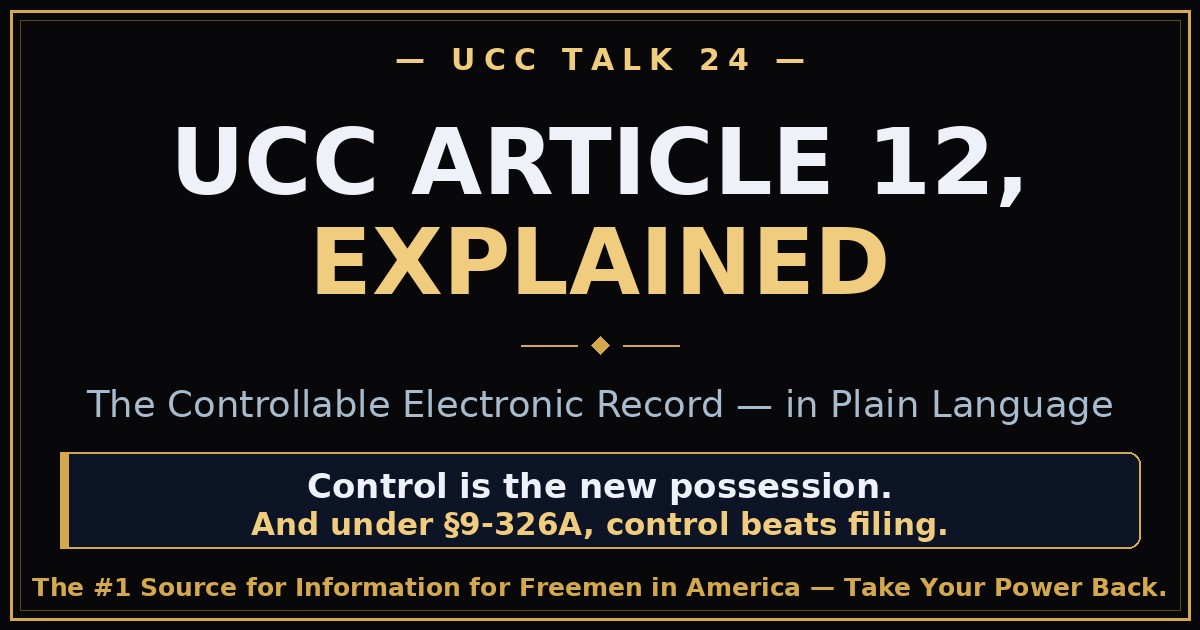 — UCC TALK 24 —
UCC ARTICLE 12,
EXPLAINED
The Controllable Electronic Record — in Plain Language
Control is the new possession.
And under §9-326A, control beats filing.
The #1 Source for Information for Freemen in America — Take Your Power Back.